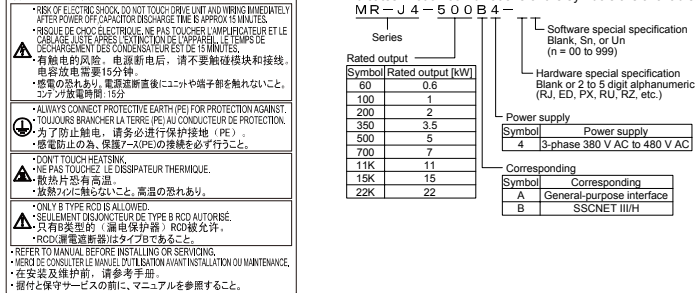 • RISK OF ELECTRIC SHOCK. DO NOT TOUCH DRIVE UNIT AND WIRING IMMEDIATELY
AFTER POWER OFF,CAPACITOR DISCHARGE TIME IS APPROX 15 MINUTES.
• RISQUE DE CHOC ÉLECTRIQUE. NE PAS TOUCHER L'AMPLIFICATEUR ET LE
CABLAGE JUSTE APRÈS L'EXTINCTION DE L'APPAREIL. LE TEMPS DE
DÉCHARGEMENT DES CONDENSATEUR EST DE 15 MINUTES.
• 有触电的风险。电源断电后，请不要触碰模块和接线。
电容放电需要15分钟。
• 感電の恐れあり。電源遮断直後にユニットや端子部を触れないこと。
コンデンサ放電時間：15分
• ALWAYS CONNECT PROTECTIVE EARTH (PE) FOR PROTECTION AGAINST.
• TOUJOURS BRANCHER LA TERRE (PE) AU CONDUCTEUR DE PROTECTION.
• 为了防止触电，请务必进行保护接地（PE）。
• 感電防止の為、保護アース(PE)の接続を必ず行うこと。
• DON'T TOUCH HEATSINK.
• NE PAS TOUCHEZ LE DISSIPATEUR THERMIQUE.
• 散热片恐有高温。
• 放熱フィンに触らないこと。高温の恐れあり。
• ONLY B TYPE RCD IS ALLOWED.
• SEULEMENT DISJONCTEUR DE TYPE B RCD AUTORISÉ.
• 只有B类型的（漏电保护器）RCD被允许。
• RCD(漏電遮断器)はタイプBであること。
• REFER TO MANUAL BEFORE INSTALLING OR SERVICING.
• MERCI DE CONSULTER LE MANUEL D'UTILISATION AVANT INSTALLATION OU MAINTENANCE.
• 在安装及维护前，请参考手册。
• 据付と保守サービスの前に、マニュアルを参照すること。
MR-J4-500B4-
Series
Software special specification
Blank, Sn, or Un
(n = 00 to 999)
Hardware special specification
Blank or 2 to 5 digit alphanumeric
(RJ, ED, PX, RU, RZ, etc.)
Rated output
Symbol Rated output [kW]
60 0.6
100 1
200 2
350 3.5
500 5
700 7
11K 11
15K 15
22K 22
Power supply
Symbol Power supply
4 3-phase 380 V AC to 480 V AC
Corresponding
Symbol Corresponding
A General-purpose interface
B SSCNET III/H